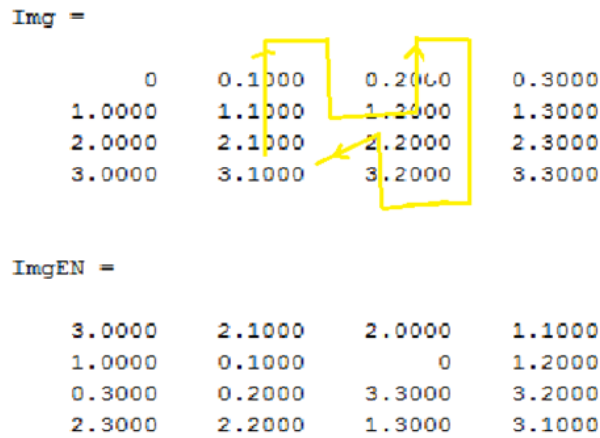 Img =
0 0.1000 0.2000 0.3000
1.0000 1.1000 1.2000 1.3000
2.0000 2.1000 2.2000 2.3000
3.0000 3.1000 3.2000 3.3000
ImgEN =
3.0000 2.1000 2.0000 1.1000
1.0000 0.1000 0 1.2000
0.3000 0.2000 3.3000 3.2000
2.3000 2.2000 1.3000 3.1000